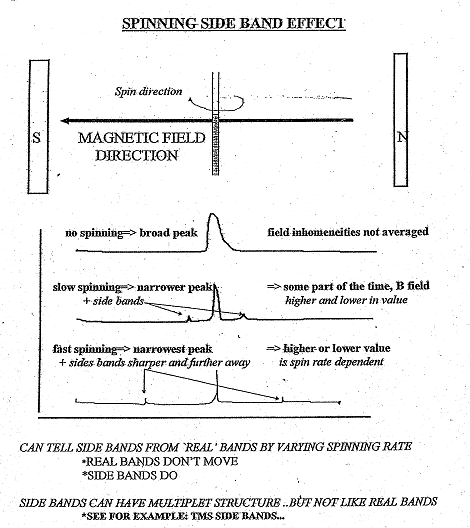 SPINNING SIDE BAND EFFECT
Spin direction
S
MAGNETIC FIELD
DIRECTION
N
no spinning=> broad peak
field inhomeneities not averaged
slow spinning=> narrower peak
=> some part of the time, B field
+ side bands
higher and lower in value
fast spinning=> narrowest peak
=> higher or lower value
+ sides bands sharper and further away
is spin rate dependent
CAN TELL SIDE BANDS FROM `REAL' BANDS BY VARYING SPINNING RATE
*REAL BANDS DON'T MOVE
*SIDE BANDS DO
SIDE BANDS CAN HAVE MULTIPLET STRUCTURE ..BUT NOT LIKE REAL BANDS
*SEE FOR EXAMPLE: TMS SIDE BANDS...